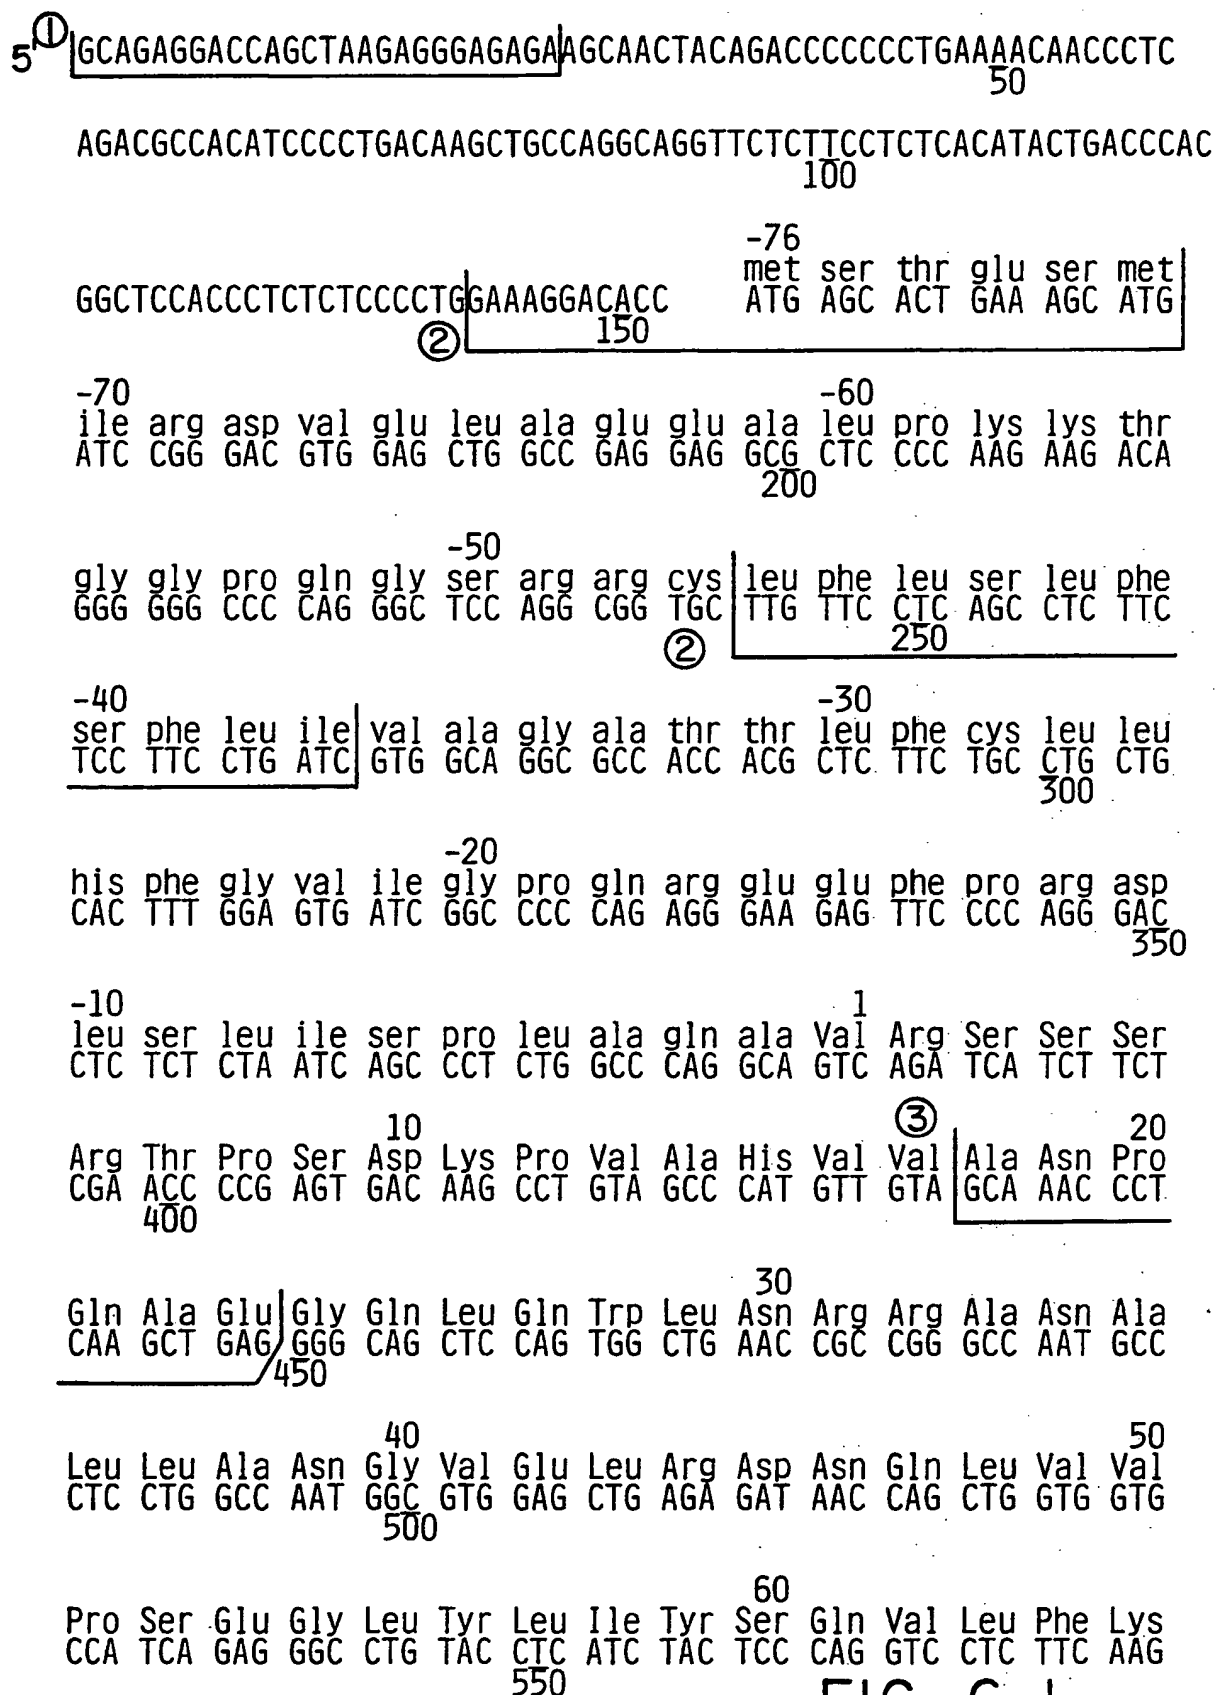 5' ① GCAGAGGACCAGCTAAGAGGGAGAGAAGCAACTACAGACCCCCCCTGAAAACAACCCTC
50
AGACGCCACATCCCCTGACAAGCTGCCAGGCAGGTTCTCTTCCTCTCACATACTGACCCAC
100
-76
met ser thr glu ser met
GGCTCCACCCTCTCTCCCCTGGAAAGGACACC ATG AGC ACT GAA AGC ATG
② 150
-70 -60
ile arg asp val glu leu ala glu glu ala leu pro lys lys thr
ATC CGG GAC GTG GAG CTG GCC GAG GAG GCG CTC CCC AAG AAG ACA
200
-50
gly gly pro gln gly ser arg arg cys leu phe leu ser leu phe
GGG GGG CCC CAG GGC TCC AGG CGG TGC TTG TTC CTC AGC CTC TTC
② 250
-40 -30
ser phe leu ile val ala gly ala thr thr leu phe cys leu leu
TCC TTC CTG ATC GTG GCA GGC GCC ACC ACG CTC TTC TGC CTG CTG
300
-20
his phe gly val ile gly pro gln arg glu glu phe pro arg asp
CAC TTT GGA GTG ATC GGC CCC CAG AGG GAA GAG TTC CCC AGG GAC
350
-10 1
leu ser leu ile ser pro leu ala gln ala Val Arg Ser Ser Ser
CTC TCT CTA ATC AGC CCT CTG GCC CAG GCA GTC AGA TCA TCT TCT
10 ③ 20
Arg Thr Pro Ser Asp Lys Pro Val Ala His Val Val Ala Asn Pro
CGA ACC CCG AGT GAC AAG CCT GTA GCC CAT GTT GTA GCA AAC CCT
400
30
Gln Ala Glu Gly Gln Leu Gln Trp Leu Asn Arg Arg Ala Asn Ala
CAA GCT GAG GGG CAG CTC CAG TGG CTG AAC CGC CGG GCC AAT GCC
450
40 50
Leu Leu Ala Asn Gly Val Glu Leu Arg Asp Asn Gln Leu Val Val
CTC CTG GCC AAT GGC GTG GAG CTG AGA GAT AAC CAG CTG GTG GTG
500
60
Pro Ser Glu Gly Leu Tyr Leu Ile Tyr Ser Gln Val Leu Phe Lys
CCA TCA GAG GGC CTG TAC CTC ATC TAC TCC CAG GTC CTC TTC AAG
550